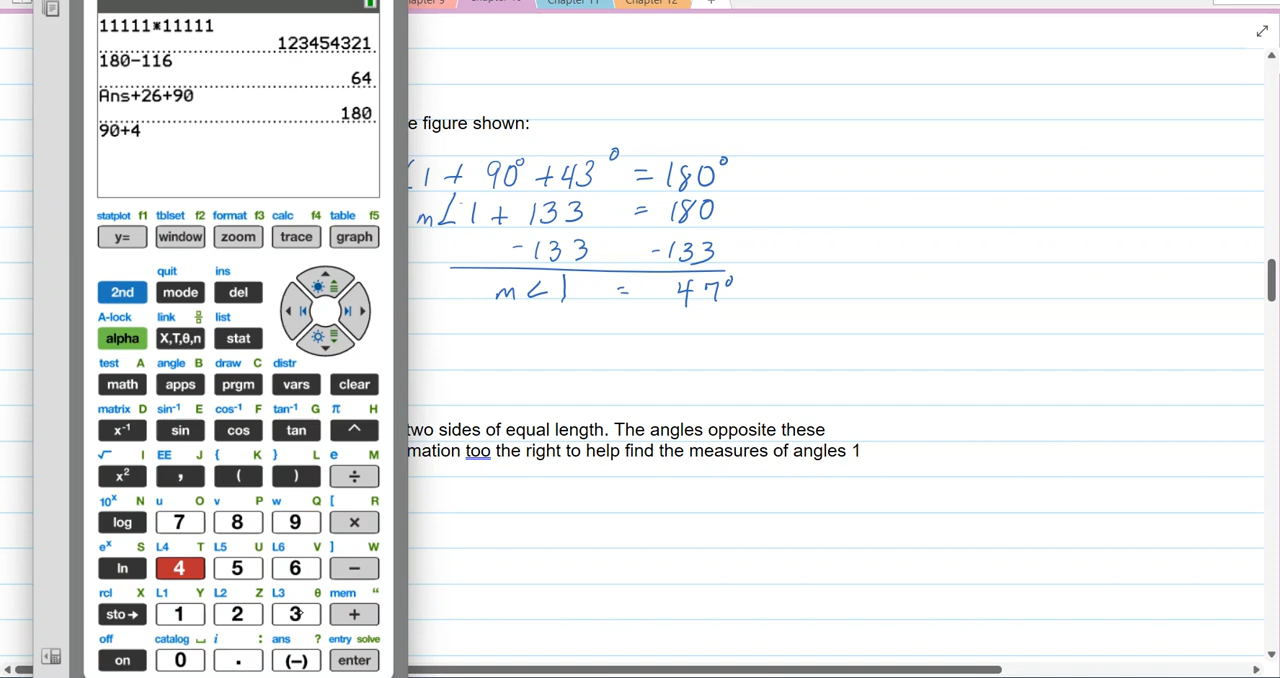 Chapter 11
Chapter 12
+
11111*11111
123454321
180-116
64
Ans+26+90
180
90+4
e figure shown:
1 + 90° + 43° = 180°
m∠1 + 133 = 180
-133 -133
m∠1 = 47°
two sides of equal length. The angles opposite these
mation too the right to help find the measures of angles 1
statplot f1 tblset f2 format f3 calc f4 table f5
y= window zoom trace graph
quit ins
2nd mode del
A-lock link list
alpha X,T,θ,n stat
test A angle B draw C distr
math apps prgm vars clear
matrix D sin⁻¹ E cos⁻¹ F tan⁻¹ G π H
x⁻¹ sin cos tan ^
√ I EE J { K } L e M
x² , ( ) ÷
10ˣ N u O v P w Q [ R
log 7 8 9 ×
eˣ S L4 T L5 U L6 V ] W
ln 4 5 6 −
rcl X L1 Y L2 Z L3 θ mem "
sto→ 1 2 3 +
off catalog ␣ i : ans ? entry solve
on 0 . (−) enter